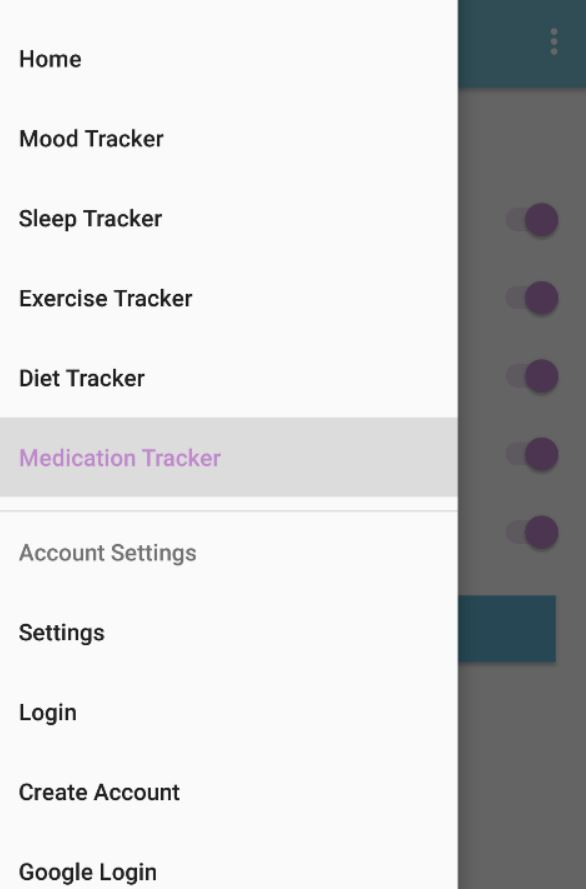 Home
Mood Tracker
Sleep Tracker
Exercise Tracker
Diet Tracker
Medication Tracker
Account Settings
Settings
Login
Create Account
Google Login